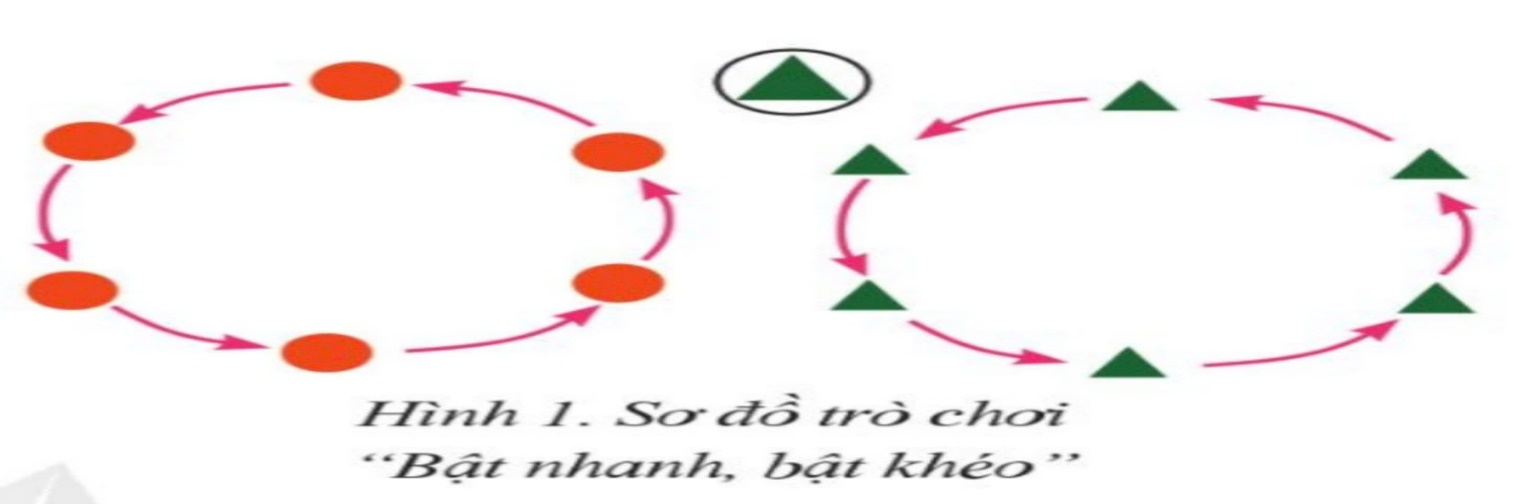 Hình 1. Sơ đồ trò chơi
“Bật nhanh, bật khéo”